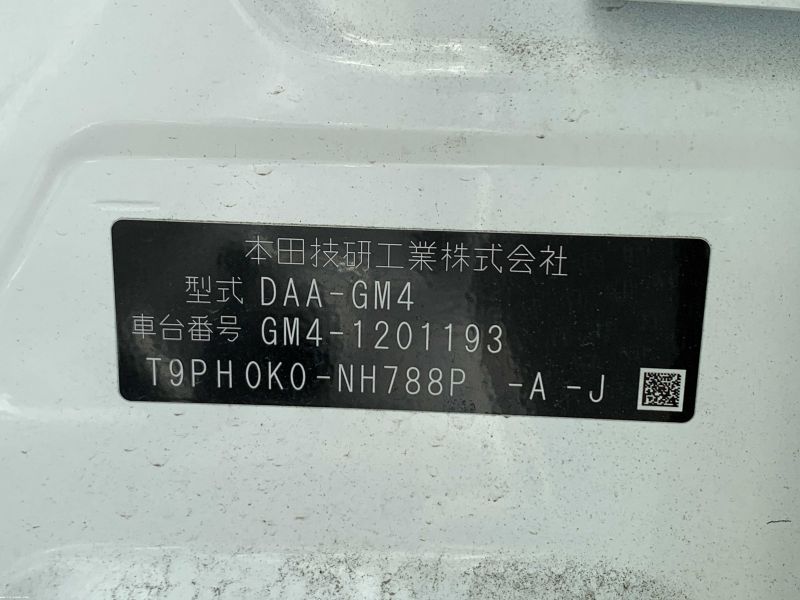 本田技研工業株式会社
型式 DAA-GM4
車台番号 GM4-1201193
T9PH0K0-NH788P -A -J